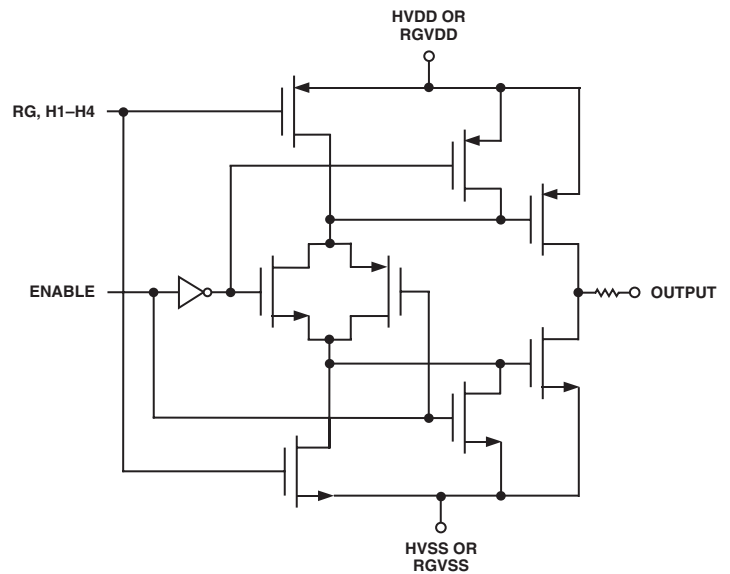 HVDD OR
RGVDD
RG, H1–H4
ENABLE
OUTPUT
HVSS OR
RGVSS